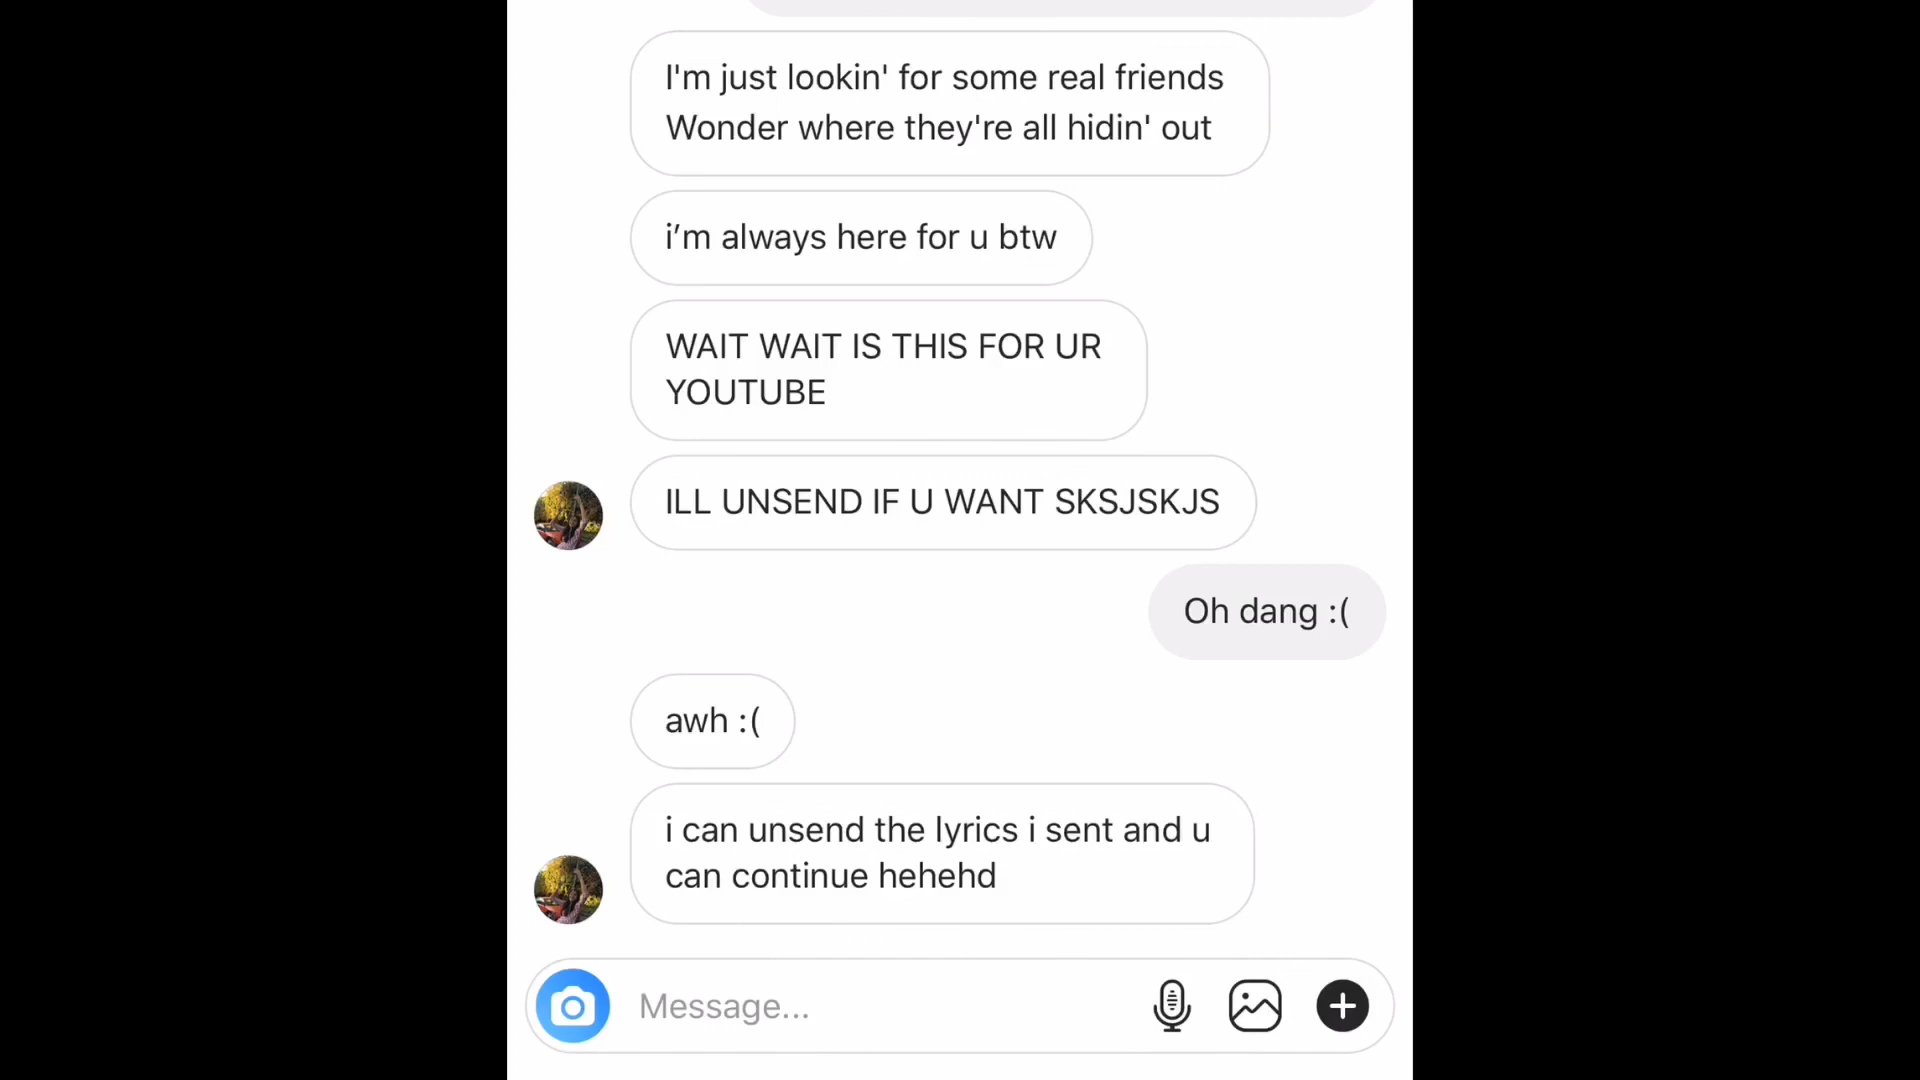 I'm just lookin' for some real friends
Wonder where they're all hidin' out
i’m always here for u btw
WAIT WAIT IS THIS FOR UR
YOUTUBE
ILL UNSEND IF U WANT SKSJSKJS
Oh dang :(
awh :(
i can unsend the lyrics i sent and u
can continue hehehd
Message...